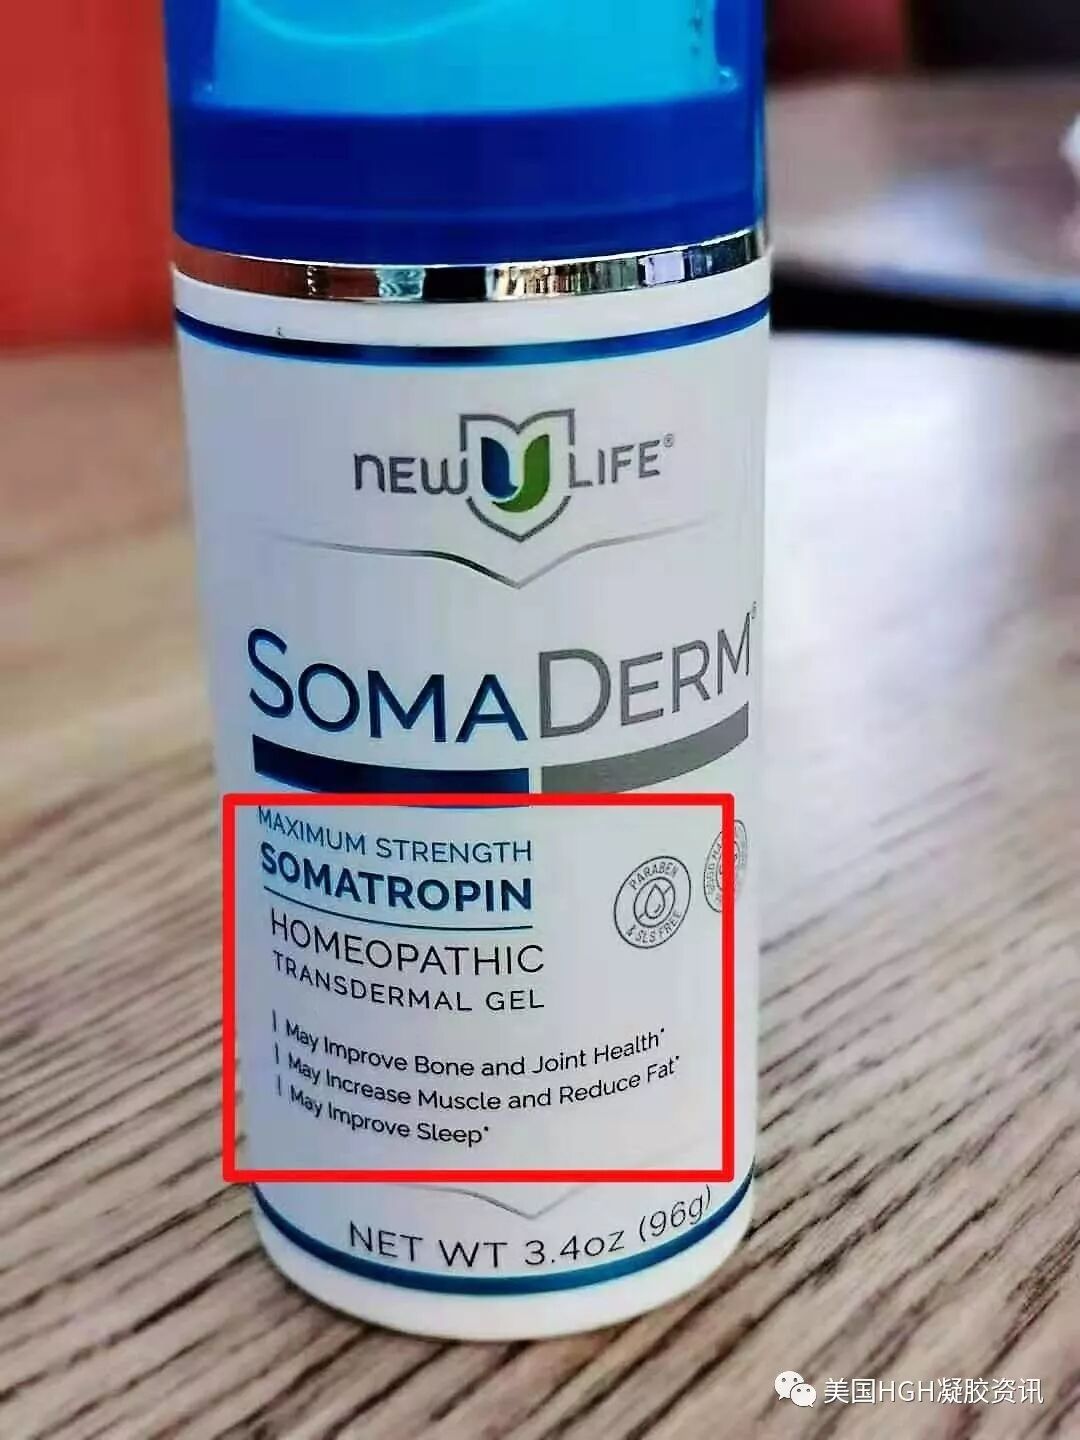 NEW U LIFE®
SOMADERM®
MAXIMUM STRENGTH
SOMATROPIN
HOMEOPATHIC
TRANSDERMAL GEL
PARABEN
& SLS FREE
| May Improve Bone and Joint Health*
| May Increase Muscle and Reduce Fat*
| May Improve Sleep*
NET WT 3.4oz (96g)
美国HGH凝胶资讯